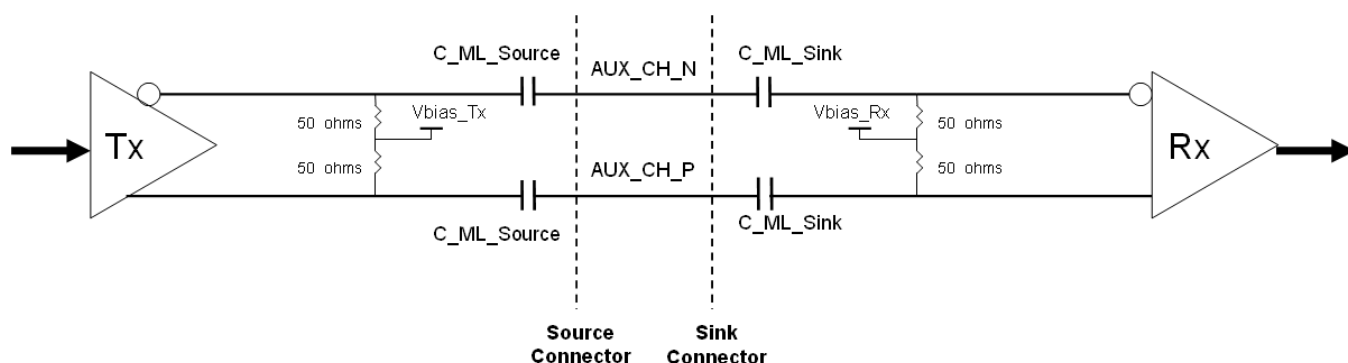 C_ML_Source
C_ML_Sink
AUX_CH_N
50 ohms
Vbias_Tx
Vbias_Rx
50 ohms
Tx
Rx
50 ohms
50 ohms
AUX_CH_P
C_ML_Source
C_ML_Sink
Source
Connector
Sink
Connector